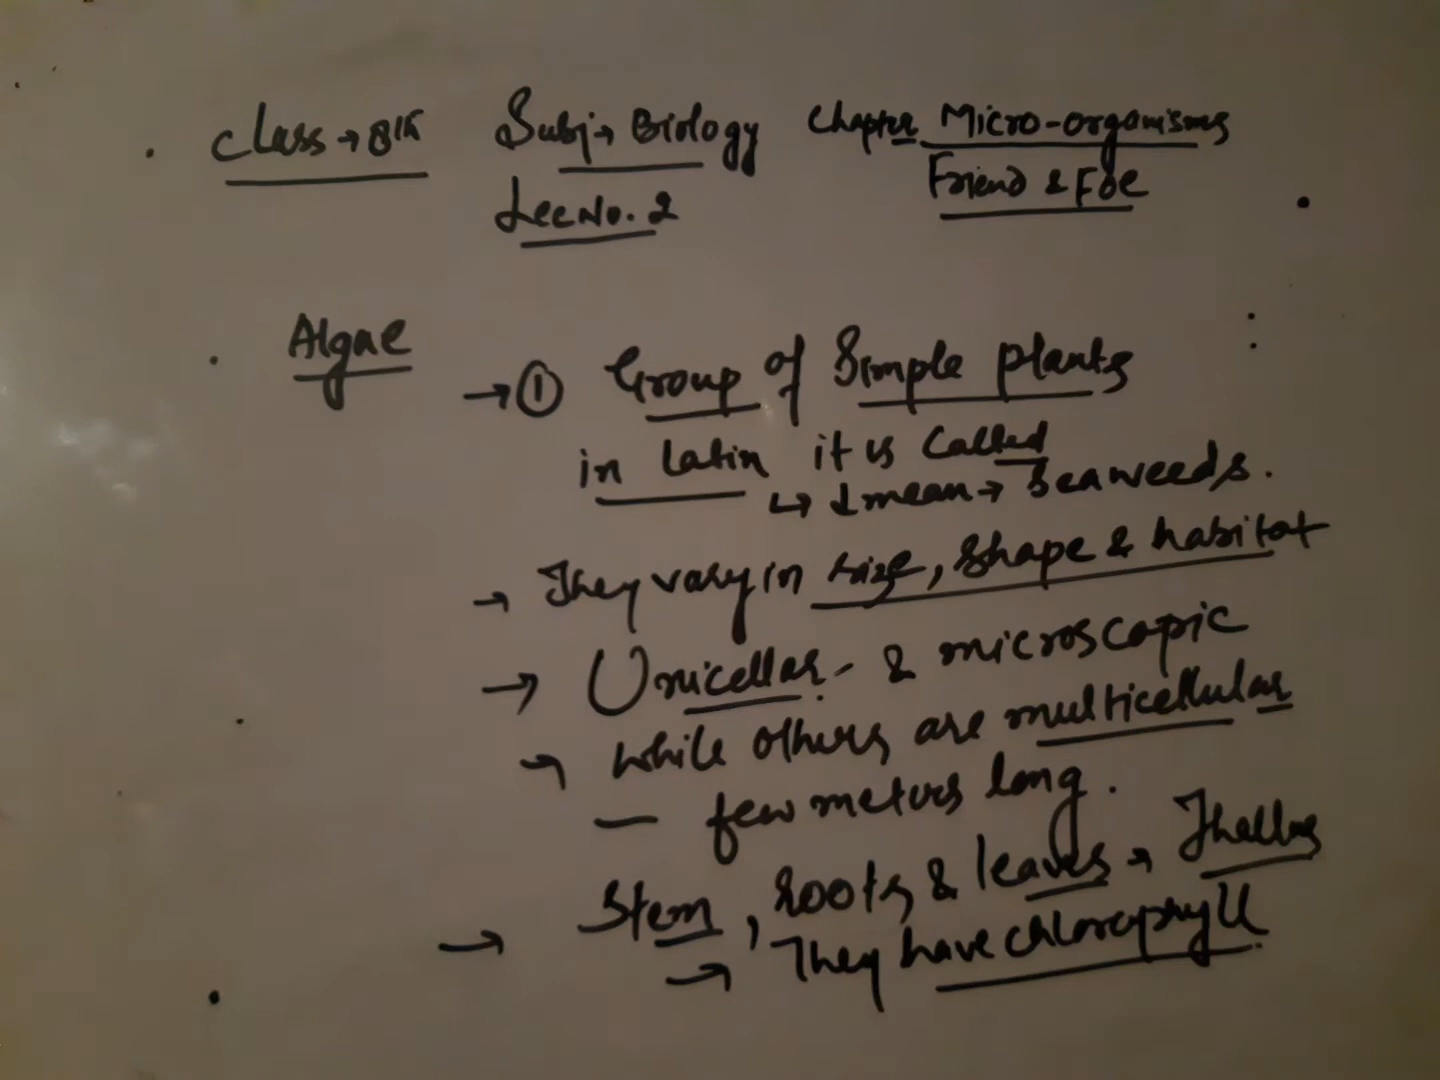 Class → 8th Subj → Biology Chapter Micro-organisms
Friend & Foe
Lec No. 2
Algae
→ ① Group of Simple plants
in Latin it is Called
↳ ↓ mean → Seaweeds.
→ They vary in size, shape & habitat
→ Unicellar - & microscopic
→ while others are multicellular
— few meters long.
→ Stem, Roots & leaves → Thallus
→ They have chlorophyll